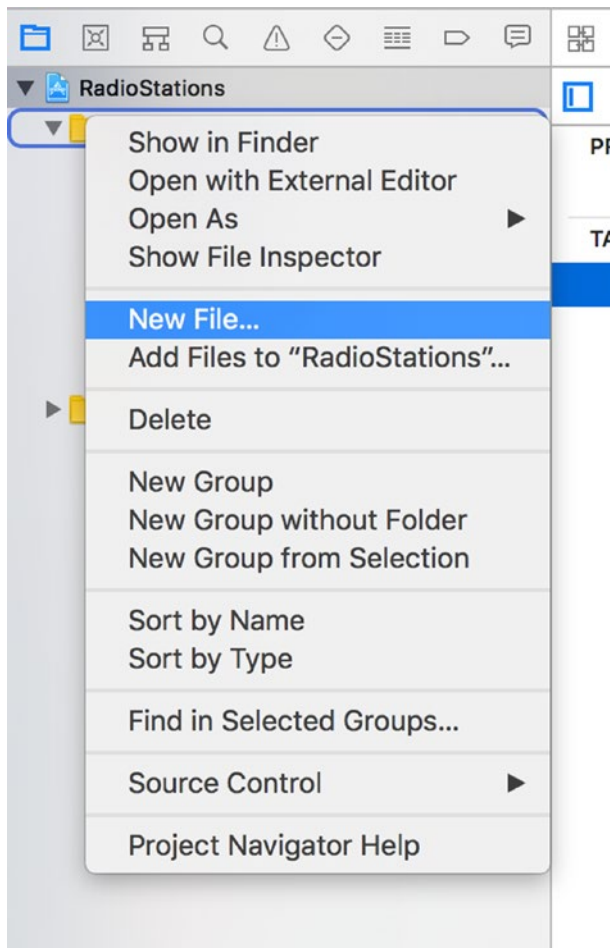 RadioStations
PR
Show in Finder
Open with External Editor
Open As
TA
Show File Inspector
New File...
Add Files to “RadioStations”...
Delete
New Group
New Group without Folder
New Group from Selection
Sort by Name
Sort by Type
Find in Selected Groups...
Source Control
Project Navigator Help